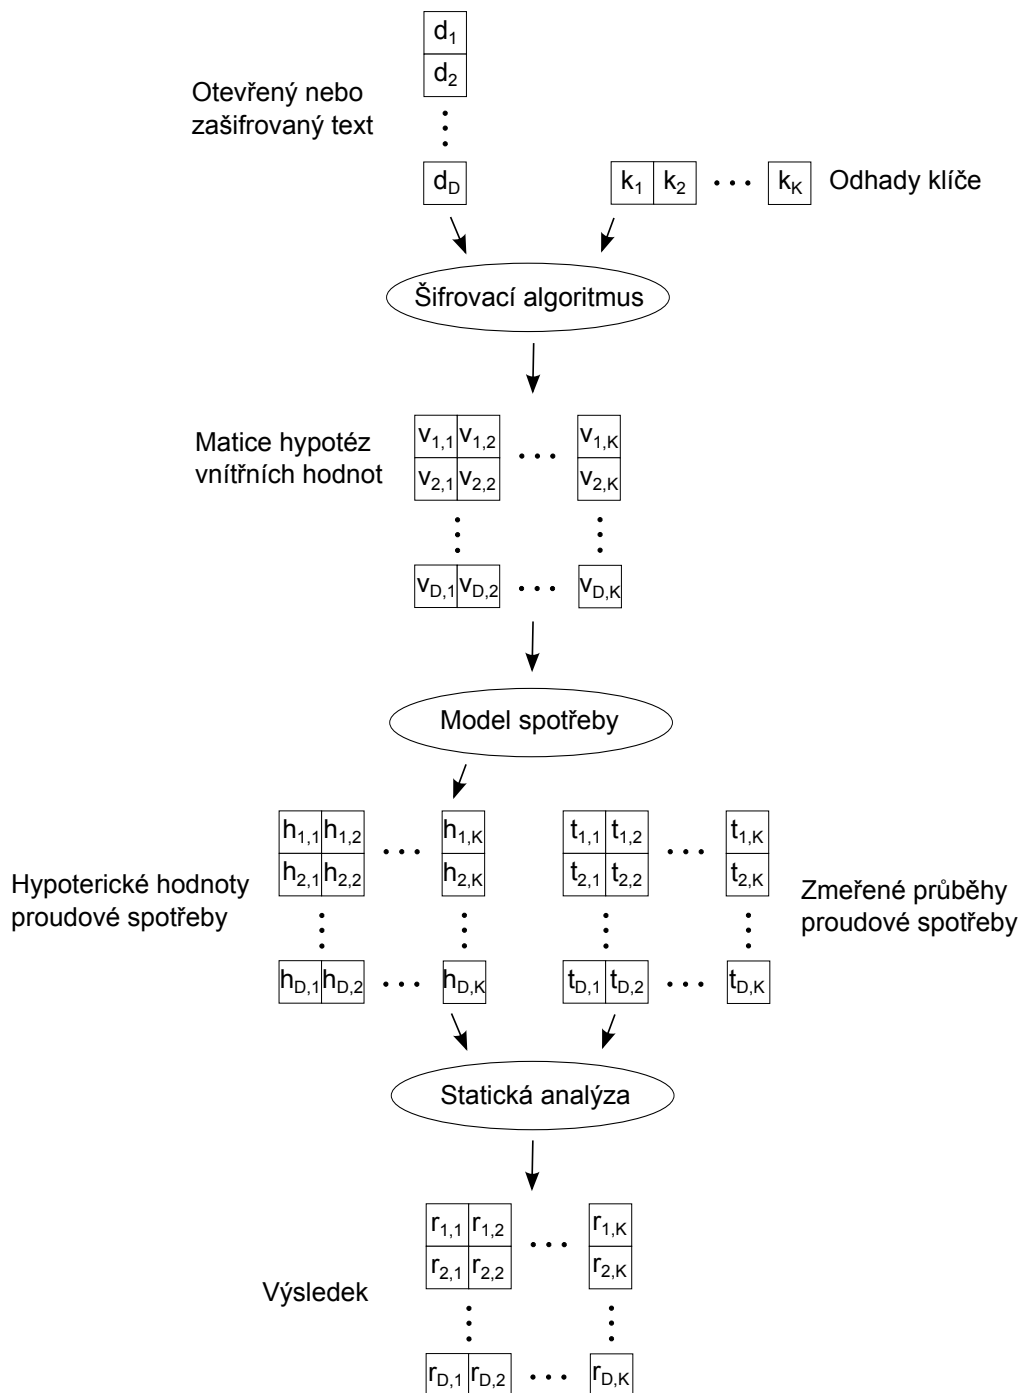 d1
d2
Otevřený nebo
zašifrovaný text
dD
k1 k2 ... kK Odhady klíče
Šifrovací algoritmus
Matice hypotéz
vnítřních hodnot
v1,1 v1,2 ... v1,K
v2,1 v2,2 v2,K
vD,1 vD,2 ... vD,K
Model spotřeby
h1,1 h1,2 ... h1,K
h2,1 h2,2 h2,K
Hypoterické hodnoty
proudové spotřeby
hD,1 hD,2 ... hD,K
t1,1 t1,2 ... t1,K
t2,1 t2,2 t2,K
Zmeřené průběhy
proudové spotřeby
tD,1 tD,2 ... tD,K
Statická analýza
r1,1 r1,2 ... r1,K
r2,1 r2,2 r2,K
Výsledek
rD,1 rD,2 ... rD,K